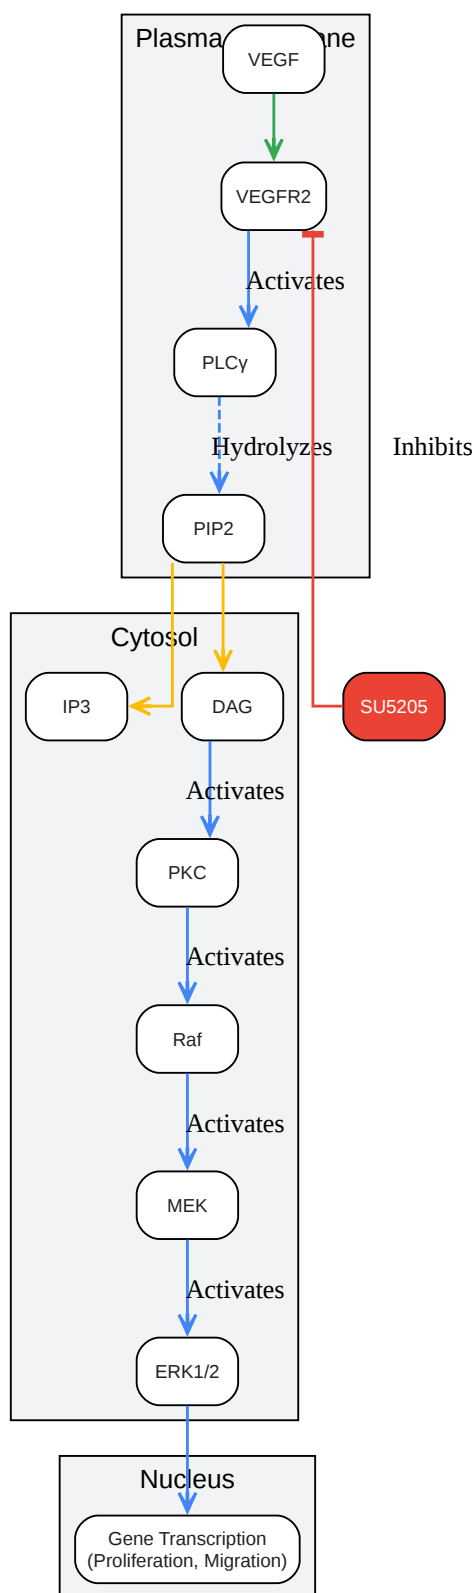 Plasma
VEGF
VEGFR2
Activates
PLCγ
Hydrolyzes
Inhibits
PIP2
Cytosol
IP3
DAG
SU5205
Activates
PKC
Activates
Raf
Activates
MEK
Activates
ERK1/2
Nucleus
Gene Transcription
(Proliferation, Migration)